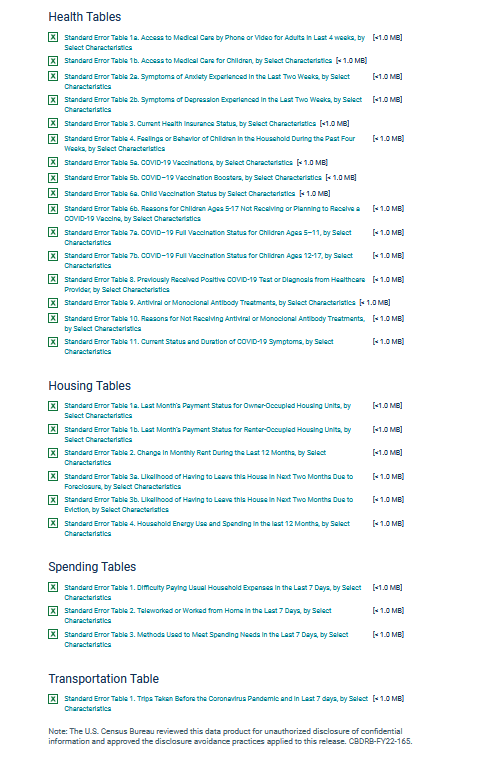 Health Tables
Standard Error Table 1a. Access to Medical Care by Phone or Video for Adults in Last 4 weeks, by [<1.0 MB]
Select Characteristics
Standard Error Table 1b. Access to Medical Care for Children, by Select Characteristics [< 1.0 MB]
Standard Error Table 2a. Symptoms of Anxiety Experienced in the Last Two Weeks, by Select [<1.0 MB]
Characteristics
Standard Error Table 2b. Symptoms of Depression Experienced in the Last Two Weeks, by Select [<1.0 MB]
Characteristics
Standard Error Table 3. Current Health Insurance Status, by Select Characteristics [<1.0 MB]
Standard Error Table 4. Feelings or Behavior of Children in the Household During the Past Four [< 1.0 MB]
Weeks, by Select Characteristics
Standard Error Table 5a. COVID-19 Vaccinations, by Select Characteristics [< 1.0 MB]
Standard Error Table 5b. COVID–19 Vaccination Boosters, by Select Characteristics [< 1.0 MB]
Standard Error Table 6a. Child Vaccination Status by Select Characteristics [< 1.0 MB]
Standard Error Table 6b. Reasons for Children Ages 5-17 Not Receiving or Planning to Receive a [< 1.0 MB]
COVID-19 Vaccine, by Select Characteristics
Standard Error Table 7a. COVID–19 Full Vaccination Status for Children Ages 5–11, by Select [< 1.0 MB]
Characteristics
Standard Error Table 7b. COVID–19 Full Vaccination Status for Children Ages 12-17, by Select [< 1.0 MB]
Characteristics
Standard Error Table 8. Previously Received Positive COVID-19 Test or Diagnosis from Healthcare [< 1.0 MB]
Provider, by Select Characteristics
Standard Error Table 9. Antiviral or Monoclonal Antibody Treatments, by Select Characteristics [< 1.0 MB]
Standard Error Table 10. Reasons for Not Receiving Antiviral or Monoclonal Antibody Treatments, [< 1.0 MB]
by Select Characteristics
Standard Error Table 11. Current Status and Duration of COVID-19 Symptoms, by Select [< 1.0 MB]
Characteristics
Housing Tables
Standard Error Table 1a. Last Month's Payment Status for Owner-Occupied Housing Units, by [<1.0 MB]
Select Characteristics
Standard Error Table 1b. Last Month's Payment Status for Renter-Occupied Housing Units, by [<1.0 MB]
Select Characteristics
Standard Error Table 2. Change in Monthly Rent During the Last 12 Months, by Select [<1.0 MB]
Characteristics
Standard Error Table 3a. Likelihood of Having to Leave this House in Next Two Months Due to [< 1.0 MB]
Foreclosure, by Select Characteristics
Standard Error Table 3b. Likelihood of Having to Leave this House in Next Two Months Due to [< 1.0 MB]
Eviction, by Select Characteristics
Standard Error Table 4. Household Energy Use and Spending in the last 12 Months, by Select [< 1.0 MB]
Characteristics
Spending Tables
Standard Error Table 1. Difficulty Paying Usual Household Expenses in the Last 7 Days, by Select [<1.0 MB]
Characteristics
Standard Error Table 2. Teleworked or Worked from Home in the Last 7 Days, by Select [< 1.0 MB]
Characteristics
Standard Error Table 3. Methods Used to Meet Spending Needs in the Last 7 Days, by Select [< 1.0 MB]
Characteristics
Transportation Table
Standard Error Table 1. Trips Taken Before the Coronavirus Pandemic and in Last 7 days, by Select [< 1.0 MB]
Characteristics
Note: The U.S. Census Bureau reviewed this data product for unauthorized disclosure of confidential
information and approved the disclosure avoidance practices applied to this release. CBDRB-FY22-165.